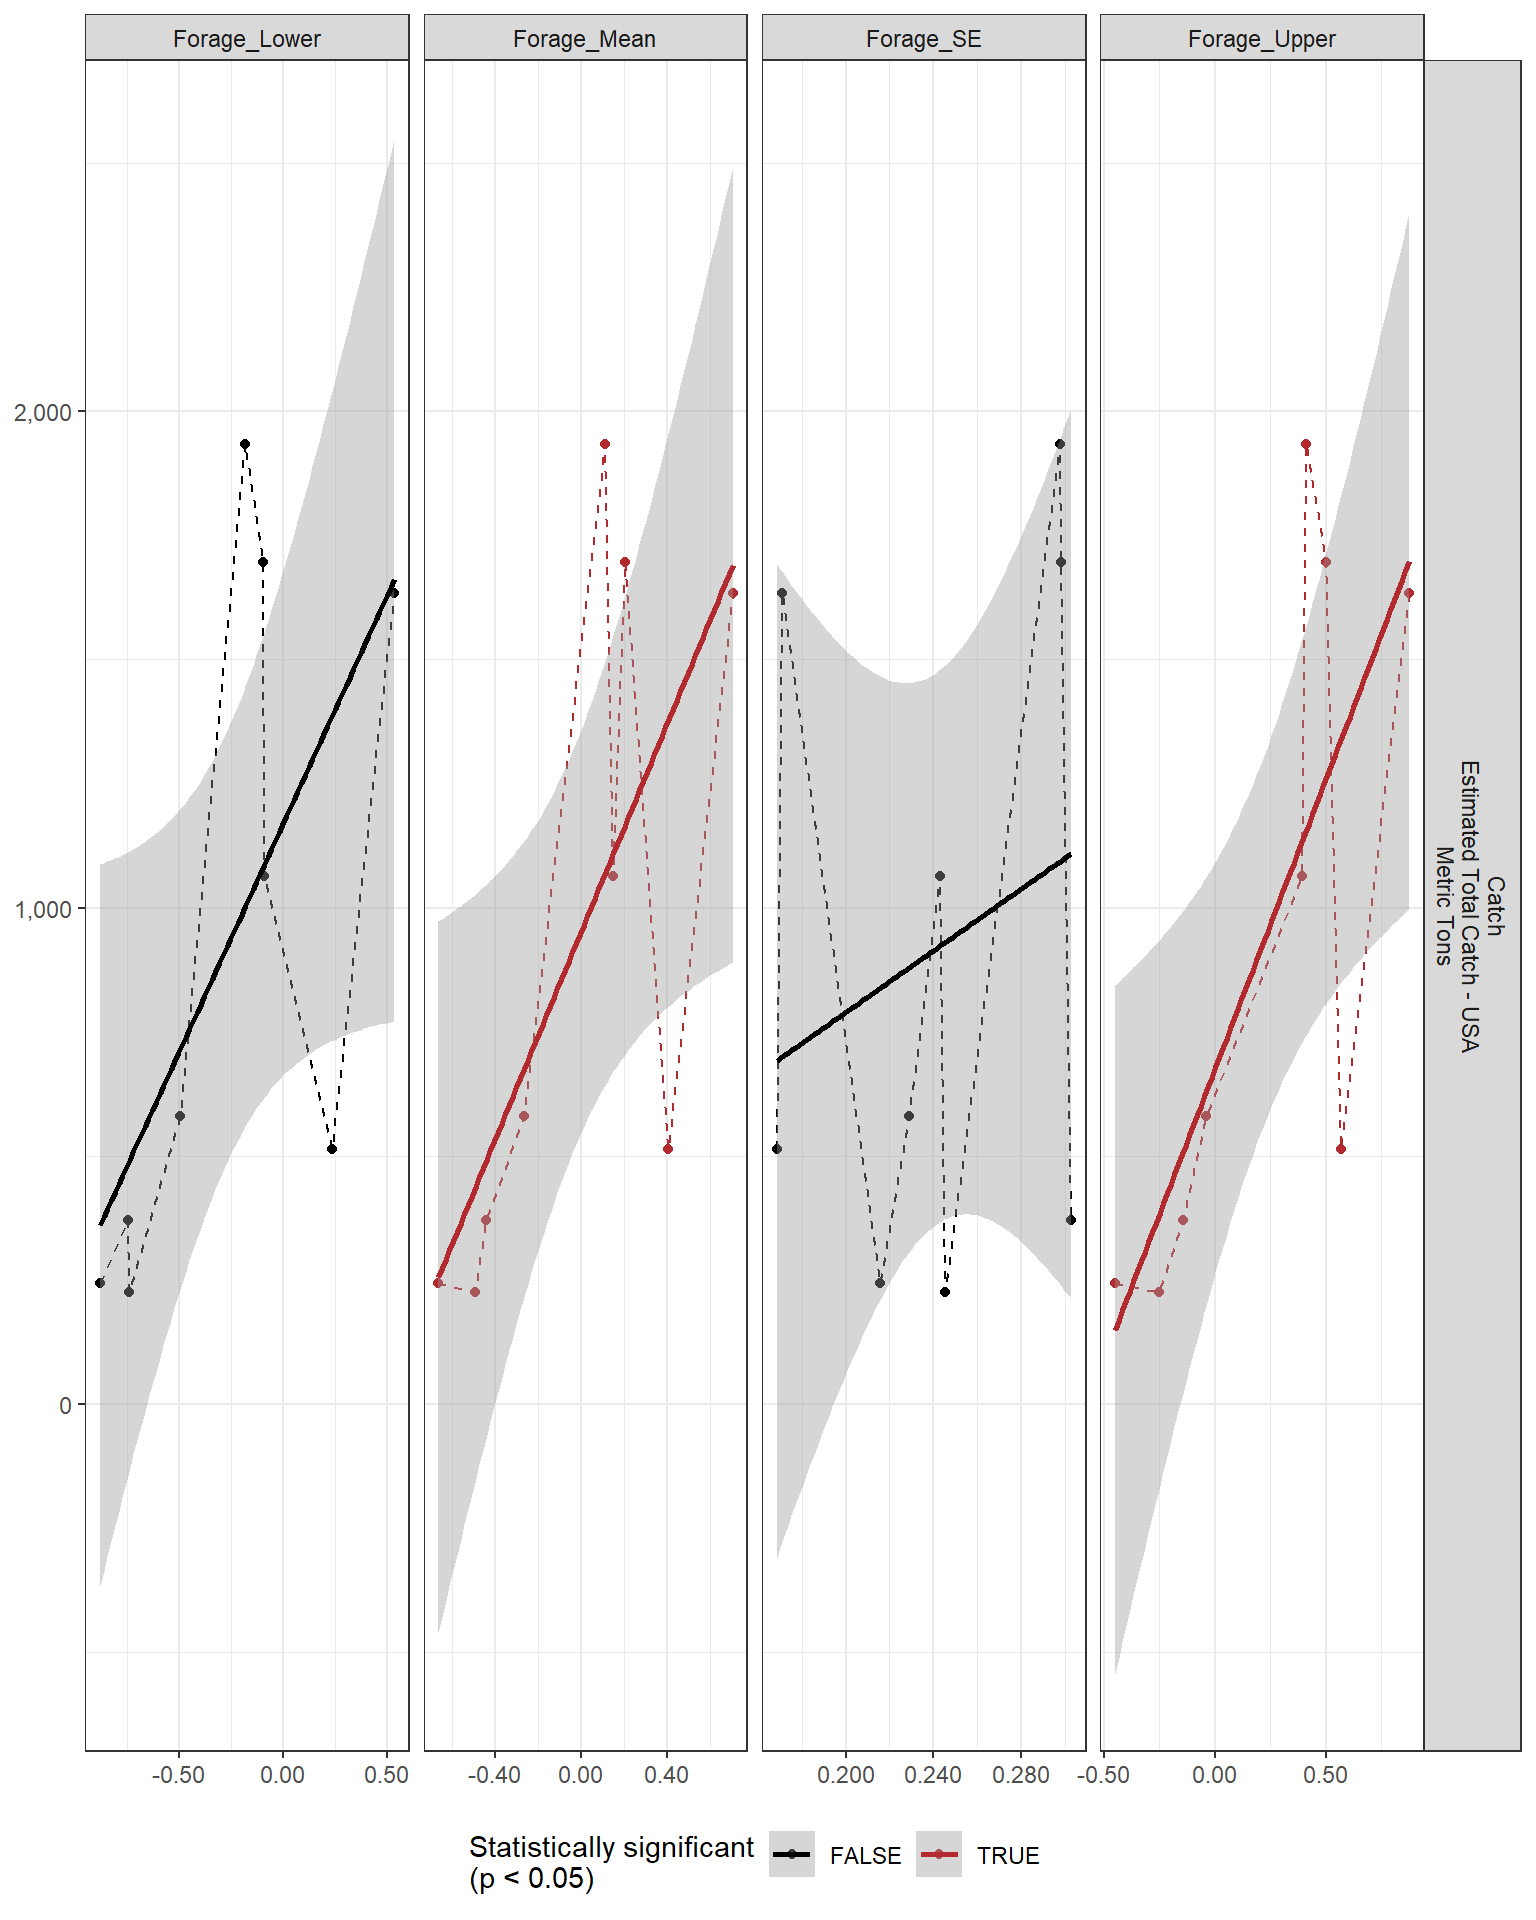 Forage_Lower
Forage_Mean
Forage_SE
Forage_Upper
2,000
1,000
0
Catch
Estimated Total Catch - USA
Metric Tons
-0.50
0.00
0.50
-0.40
0.00
0.40
0.200
0.240
0.280
-0.50
0.00
0.50
Statistically significant
(p < 0.05)
FALSE
TRUE